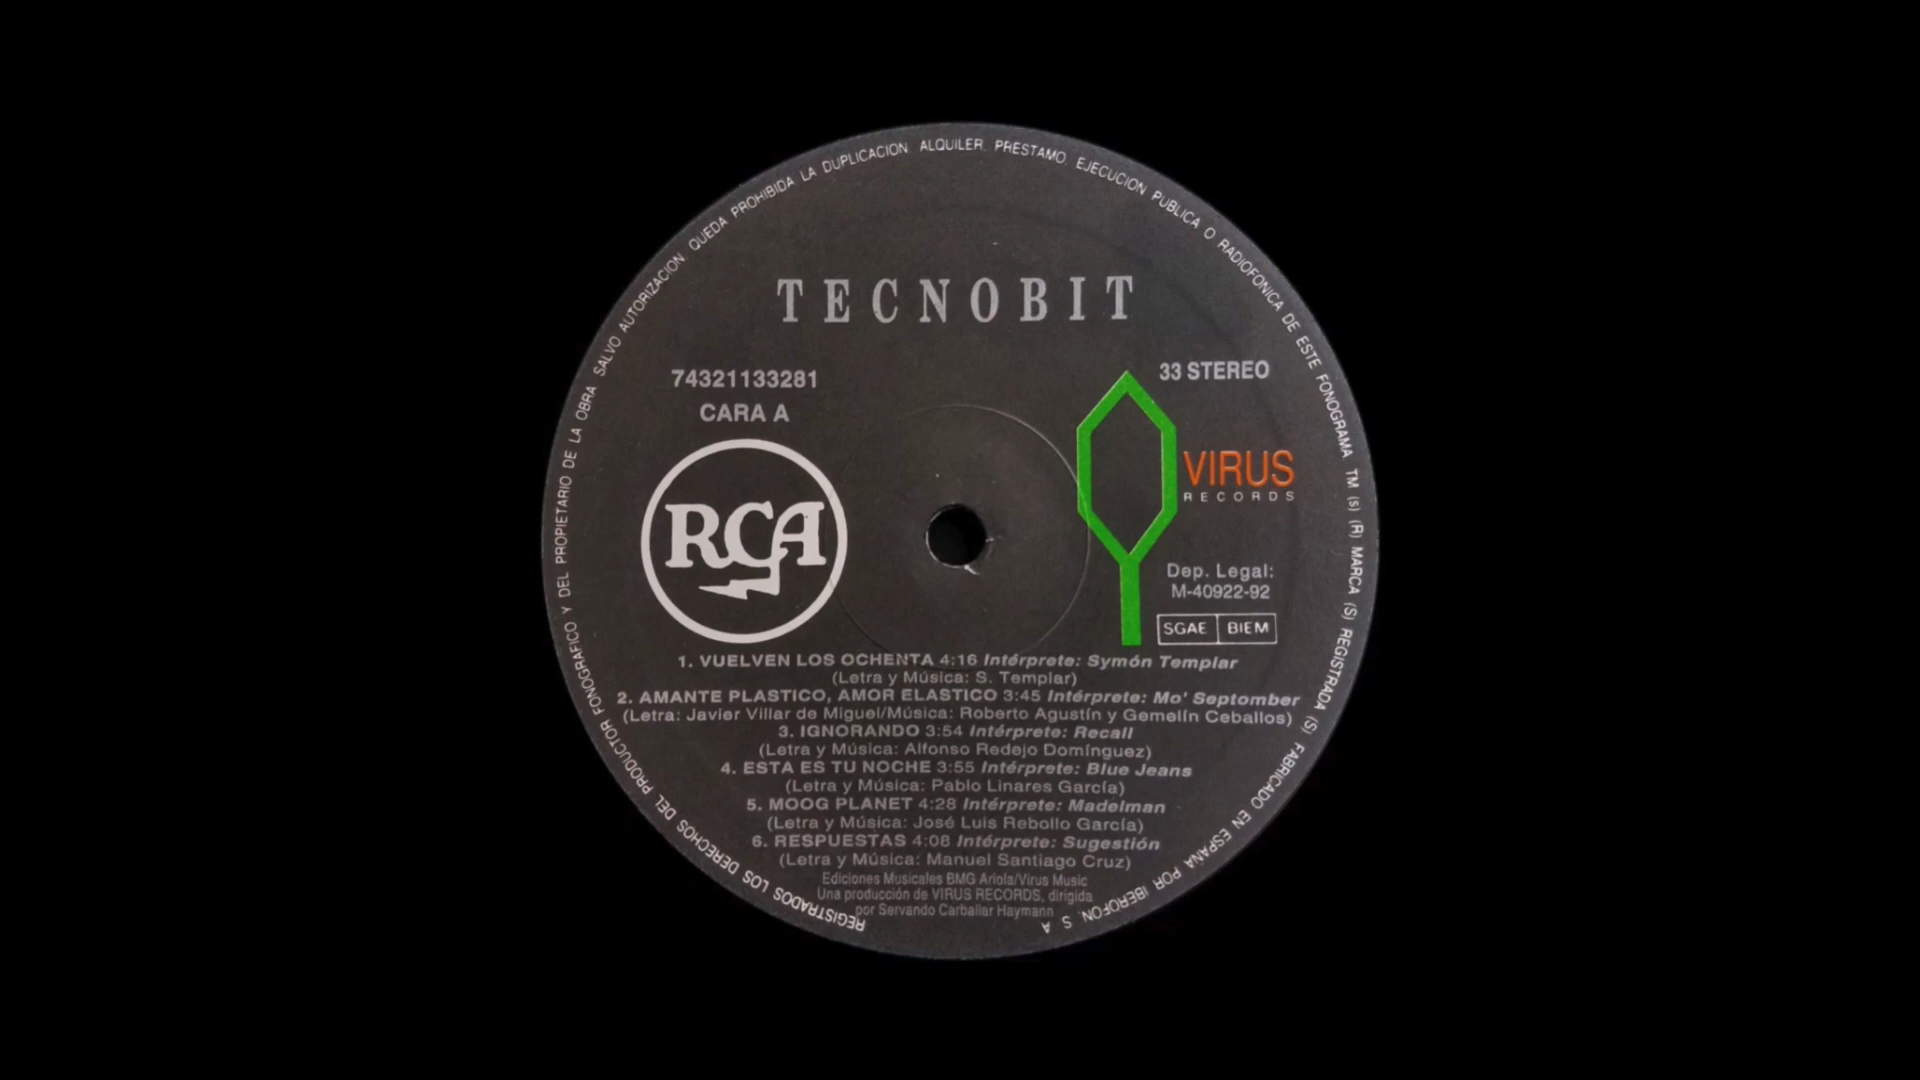 REGISTRADOS LOS DERECHOS DEL PRODUCTOR FONOGRAFICO Y DEL PROPIETARIO DE LA OBRA. SALVO AUTORIZACION. QUEDA PROHIBIDA LA DUPLICACION. ALQUILER. PRESTAMO. EJECUCION PUBLICA O RADIOFONICA DE ESTE FONOGRAMA TM (s) (R) MARCA (S) REGISTRADA (S) FABRICADO EN ESPAÑA POR IBEROFON. S A
TECNOBIT
74321133281
CARA A
33 STEREO
RCA
VIRUS
RECORDS
Dep. Legal:
M-40922-92
SGAE BIEM
1. VUELVEN LOS OCHENTA 4:16 Intérprete: Symón Templar
(Letra y Música: S. Templar)
2. AMANTE PLASTICO, AMOR ELASTICO 3:45 Intérprete: Mo' Septomber
(Letra: Javíer Villar de Miguel/Música: Roberto Agustín y Gemelín Ceballos)
3. IGNORANDO 3:54 Intérprete: Recall
(Letra y Música: Alfonso Redejo Domínguez)
4. ESTA ES TU NOCHE 3:55 Intérprete: Blue Jeans
(Letra y Música: Pablo Linares García)
5. MOOG PLANET 4:28 Intérprete: Madelman
(Letra y Música: José Luis Rebollo García)
6. RESPUESTAS 4:08 Intérprete: Sugestión
(Letra y Música: Manuel Santiago Cruz)
Ediciones Musicales BMG Ariola/Virus Music
Una producción de VIRUS RECORDS, dirigida
por Servando Carballar Haymann